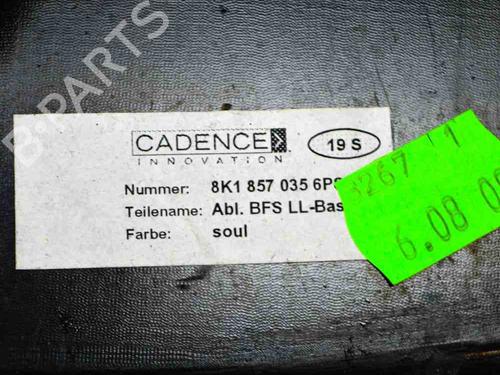 B-PARTS
CADENCE
INNOVATION
19 S
Nummer: 8K1 857 035 6PS
Teilename: Abl. BFS LL-Bas
Farbe: soul
3267 1
6.08 0